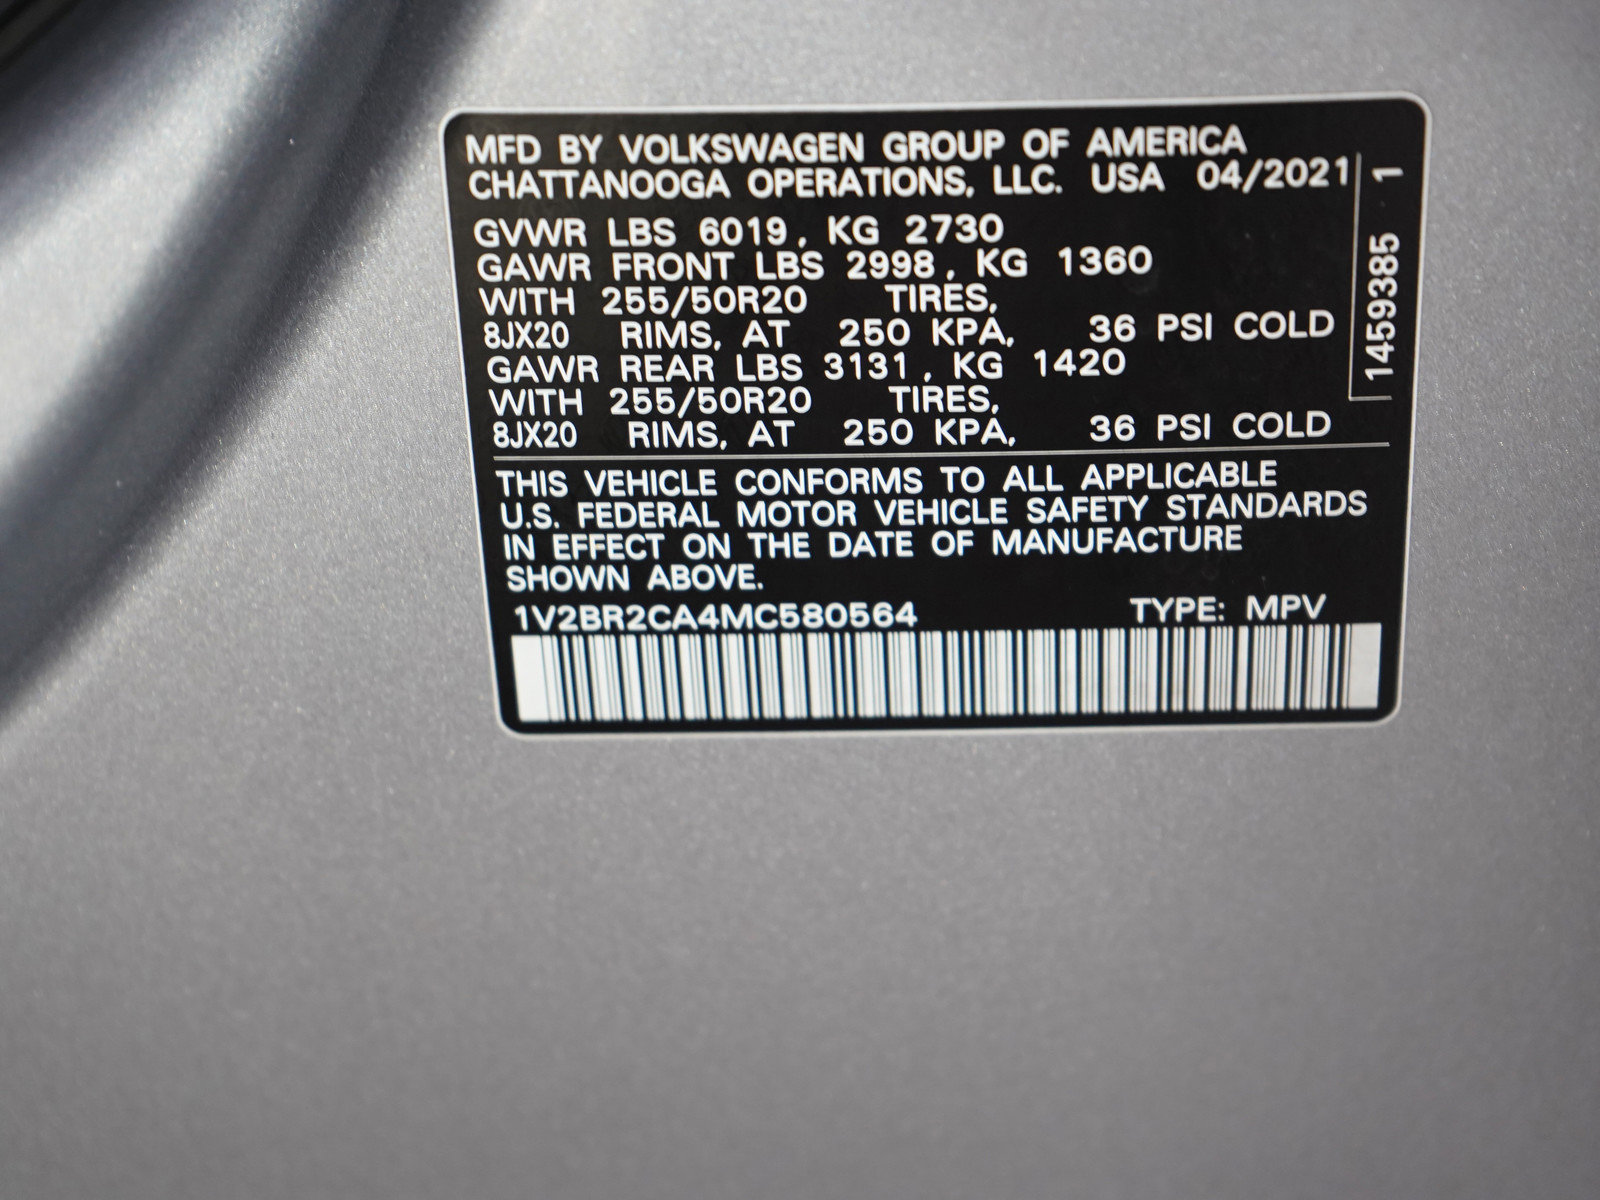 MFD BY VOLKSWAGEN GROUP OF AMERICA
CHATTANOOGA OPERATIONS, LLC. USA 04/2021
GVWR LBS 6019, KG 2730
GAWR FRONT LBS 2998, KG 1360
WITH 255/50R20 TIRES,
8JX20 RIMS, AT 250 KPA, 36 PSI COLD
GAWR REAR LBS 3131, KG 1420
WITH 255/50R20 TIRES,
8JX20 RIMS, AT 250 KPA, 36 PSI COLD
1459385 1
THIS VEHICLE CONFORMS TO ALL APPLICABLE
U.S. FEDERAL MOTOR VEHICLE SAFETY STANDARDS
IN EFFECT ON THE DATE OF MANUFACTURE
SHOWN ABOVE.
1V2BR2CA4MC580564 TYPE: MPV